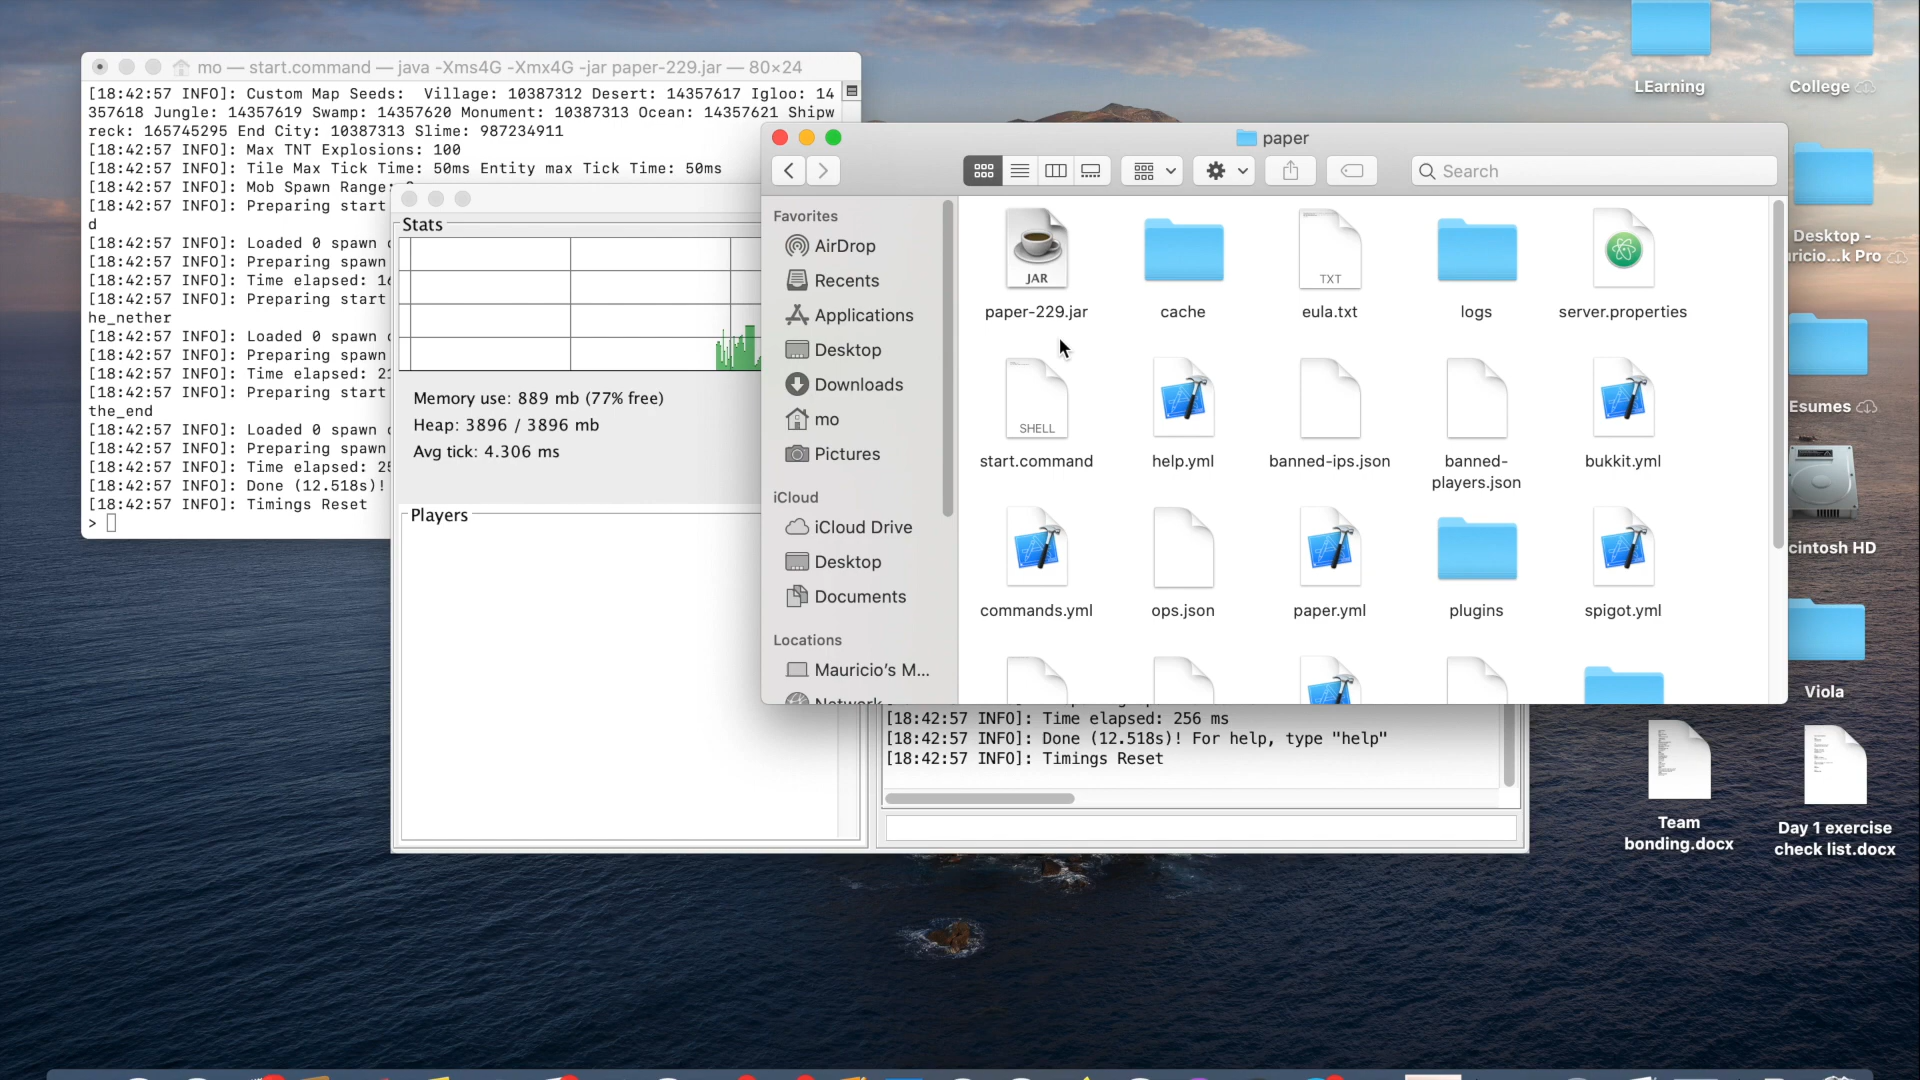 mo — start.command — java -Xms4G -Xmx4G -jar paper-229.jar — 80×24
[18:42:57 INFO]: Custom Map Seeds:  Village: 10387312 Desert: 14357617 Igloo: 14
357618 Jungle: 14357619 Swamp: 14357620 Monument: 10387313 Ocean: 14357621 Shipw
reck: 165745295 End City: 10387313 Slime: 987234911
[18:42:57 INFO]: Max TNT Explosions: 100
[18:42:57 INFO]: Tile Max Tick Time: 50ms Entity max Tick Time: 50ms
[18:42:57 INFO]: Mob Spawn Range:
[18:42:57 INFO]: Preparing start
d
[18:42:57 INFO]: Loaded 0 spawn
[18:42:57 INFO]: Preparing spawn
[18:42:57 INFO]: Time elapsed:
[18:42:57 INFO]: Preparing start
he_nether
[18:42:57 INFO]: Loaded 0 spawn
[18:42:57 INFO]: Preparing spawn
[18:42:57 INFO]: Time elapsed:
[18:42:57 INFO]: Preparing start
the_end
[18:42:57 INFO]: Loaded 0 spawn
[18:42:57 INFO]: Preparing spawn
[18:42:57 INFO]: Time elapsed:
[18:42:57 INFO]: Done (12.518s)!
[18:42:57 INFO]: Timings Reset
>
Stats
Memory use: 889 mb (77% free)
Heap: 3896 / 3896 mb
Avg tick: 4.306 ms
Players
paper
Search
Favorites
AirDrop
Recents
Applications
Desktop
Downloads
mo
Pictures
iCloud
iCloud Drive
Desktop
Documents
Locations
Mauricio's M...
Network
JAR
TXT
paper-229.jar
cache
eula.txt
logs
server.properties
SHELL
start.command
help.yml
banned-ips.json
banned-
players.json
bukkit.yml
commands.yml
ops.json
paper.yml
plugins
spigot.yml
[18:42:57 INFO]: Time elapsed: 256 ms
[18:42:57 INFO]: Done (12.518s)! For help, type "help"
[18:42:57 INFO]: Timings Reset
LEarning
College
Desktop -
uricio...k Pro
Esumes
cintosh HD
Viola
Team
bonding.docx
Day 1 exercise
check list.docx